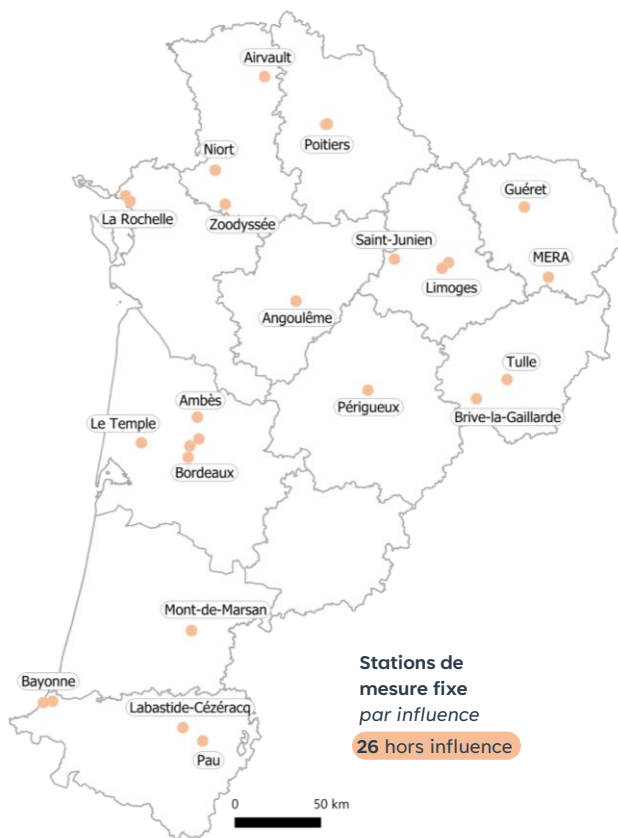 Airvault
Poitiers
Niort
Guéret
La Rochelle
Zoodyssée
Saint-Junien
MERA
Limoges
Angoulême
Tulle
Ambès
Périgueux
Le Temple
Brive-la-Gaillarde
Bordeaux
Mont-de-Marsan
Stations de
mesure fixe
par influence
26 hors influence
Bayonne
Labastide-Cézéracq
Pau
0 50 km